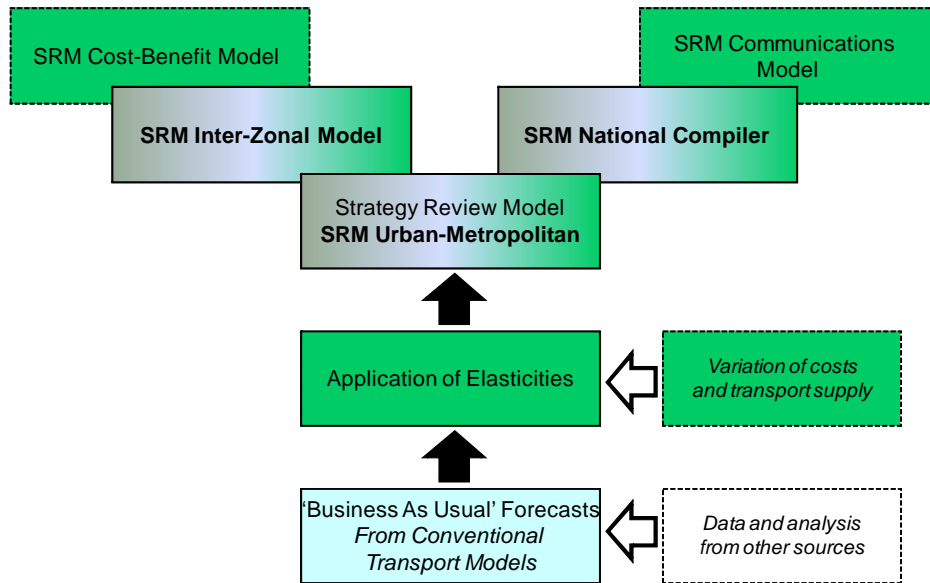 SRM Cost-Benefit Model
SRM Communications
Model
SRM Inter-Zonal Model
SRM National Compiler
Strategy Review Model
SRM Urban-Metropolitan
Application of Elasticities
Variation of costs
and transport supply
‘Business As Usual’ Forecasts
From Conventional
Transport Models
Data and analysis
from other sources